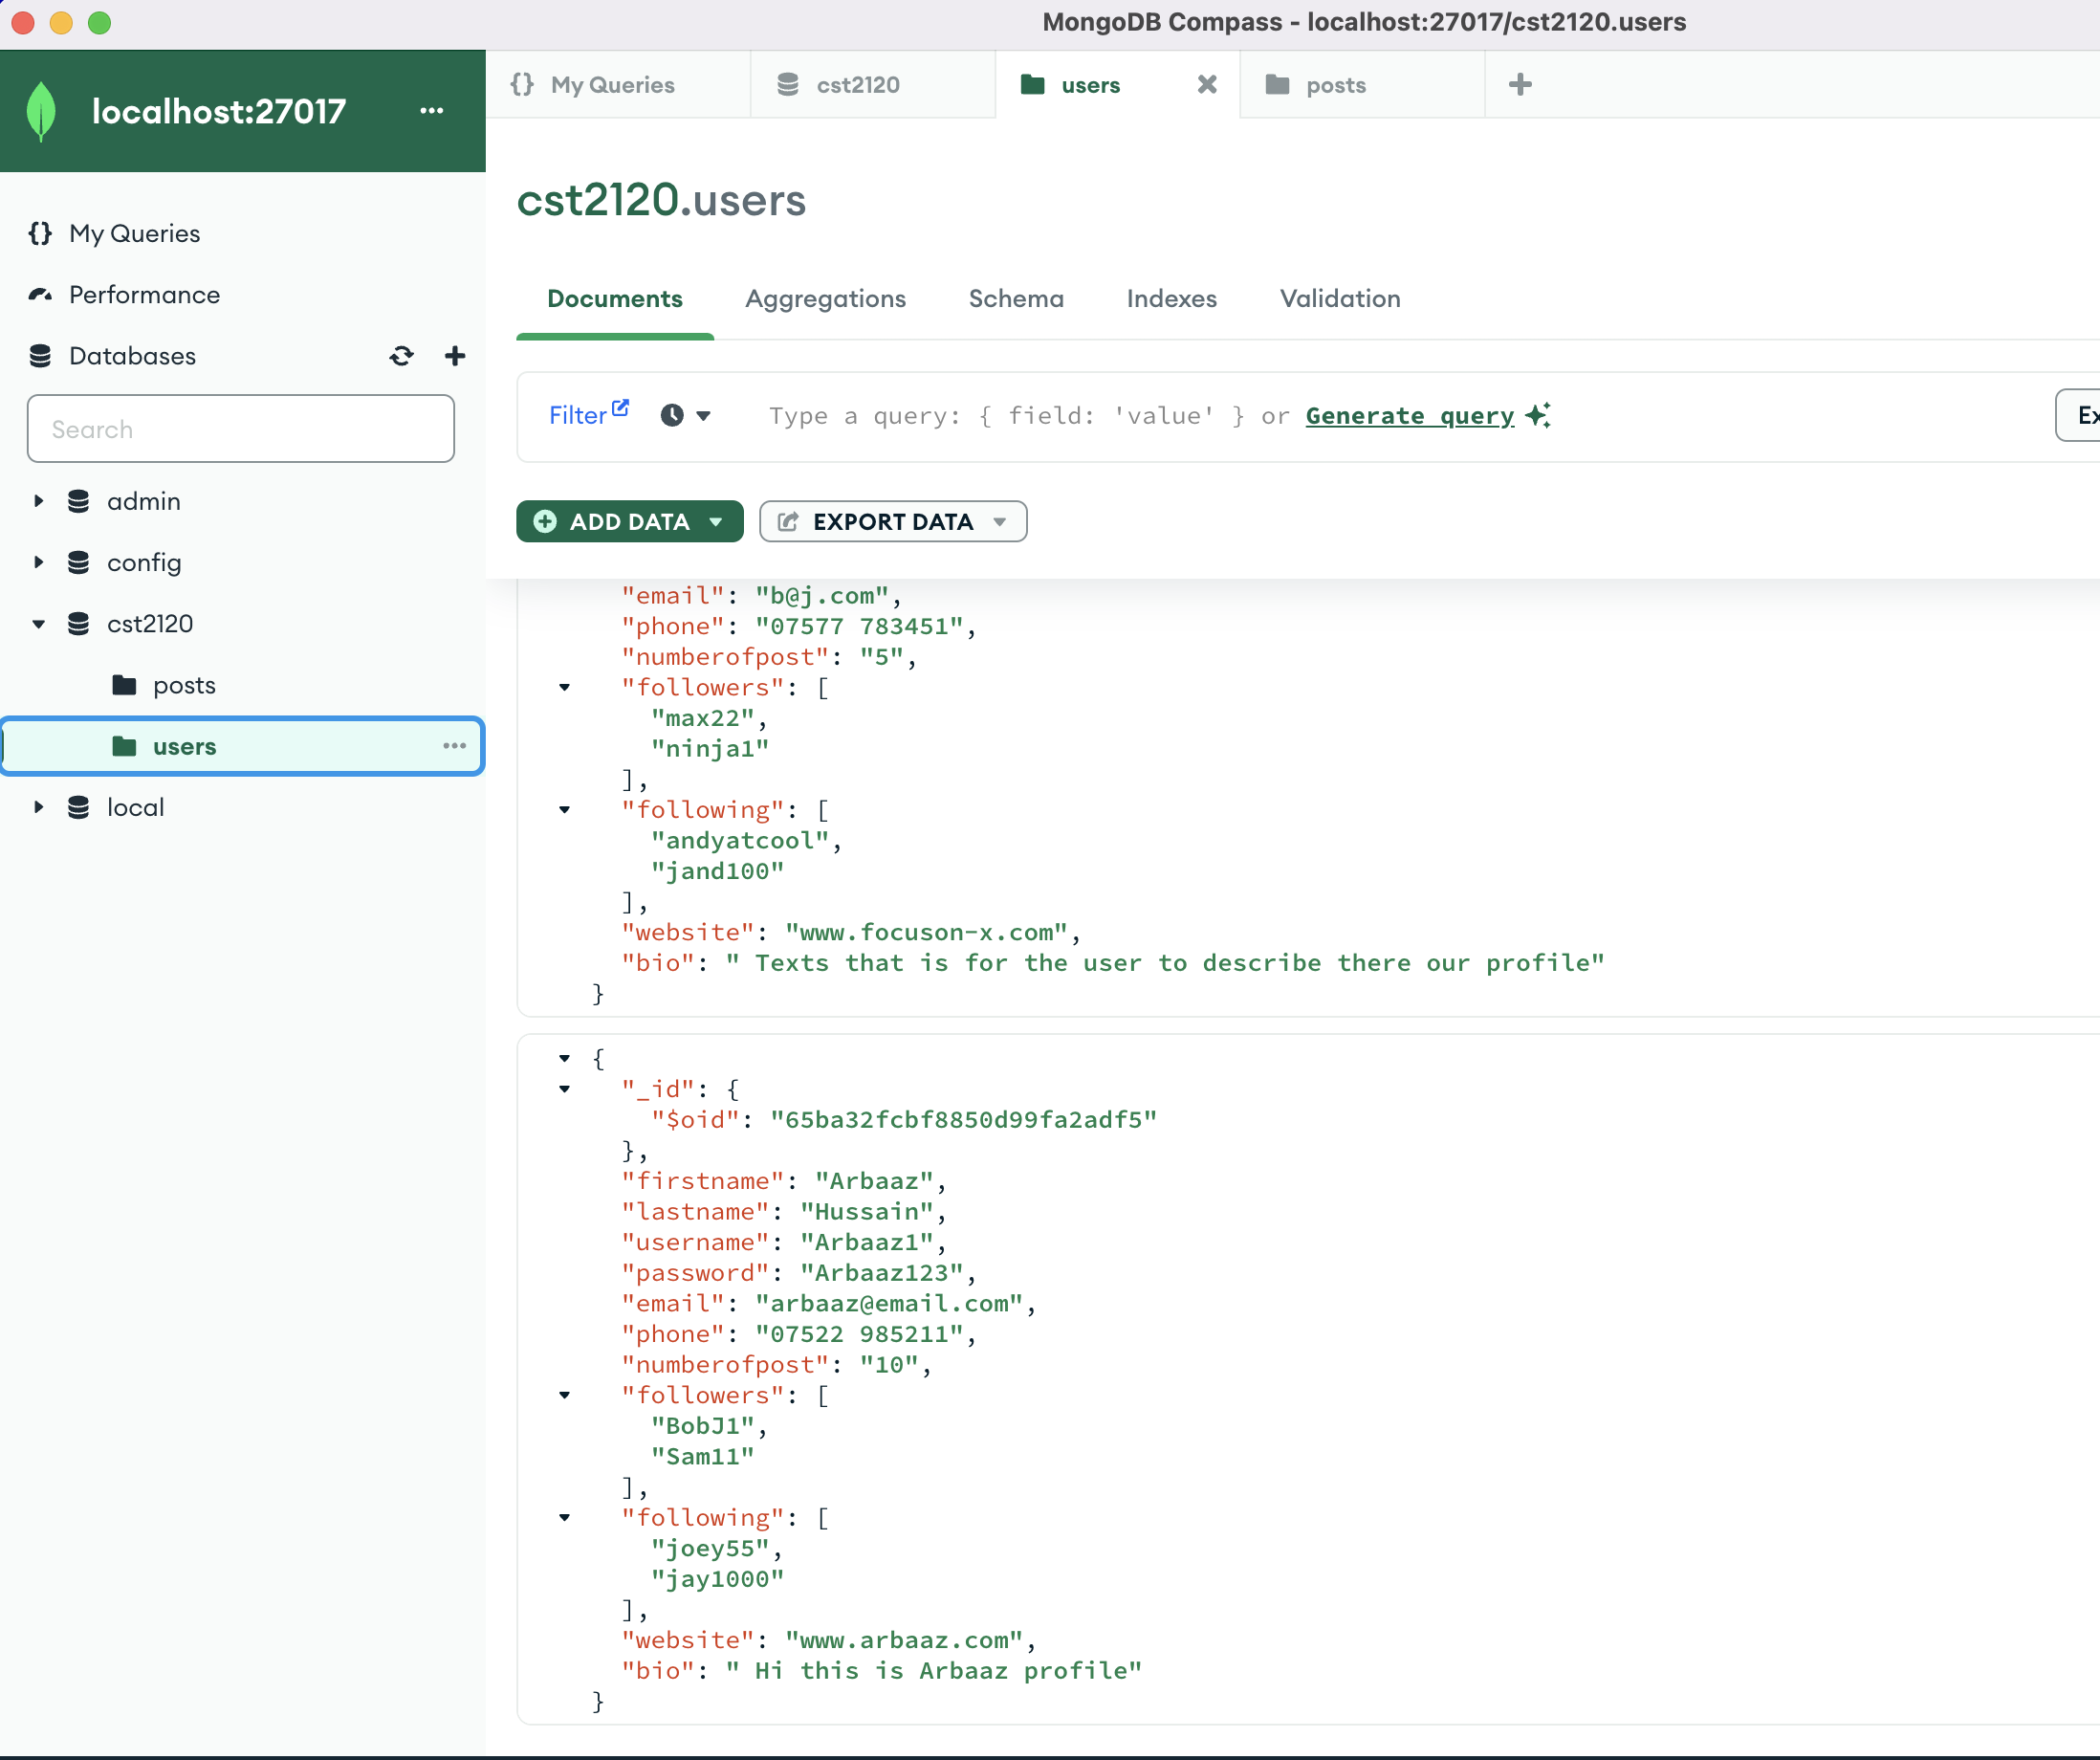 MongoDB Compass - localhost:27017/cst2120.users
localhost:27017
My Queries
Performance
Databases
Search
admin
config
cst2120
posts
users
local
{} My Queries
cst2120
users
posts
cst2120.users
Documents Aggregations Schema Indexes Validation
Filter Type a query: { field: 'value' } or Generate query
Ex
ADD DATA EXPORT DATA
"email": "b@j.com",
"phone": "07577 783451",
"numberofpost": "5",
"followers": [
"max22",
"ninja1"
],
"following": [
"andyatcool",
"jand100"
],
"website": "www.focuson-x.com",
"bio": " Texts that is for the user to describe there our profile"
}
{
"_id": {
"$oid": "65ba32fcbf8850d99fa2adf5"
},
"firstname": "Arbaaz",
"lastname": "Hussain",
"username": "Arbaaz1",
"password": "Arbaaz123",
"email": "arbaaz@email.com",
"phone": "07522 985211",
"numberofpost": "10",
"followers": [
"BobJ1",
"Sam11"
],
"following": [
"joey55",
"jay1000"
],
"website": "www.arbaaz.com",
"bio": " Hi this is Arbaaz profile"
}